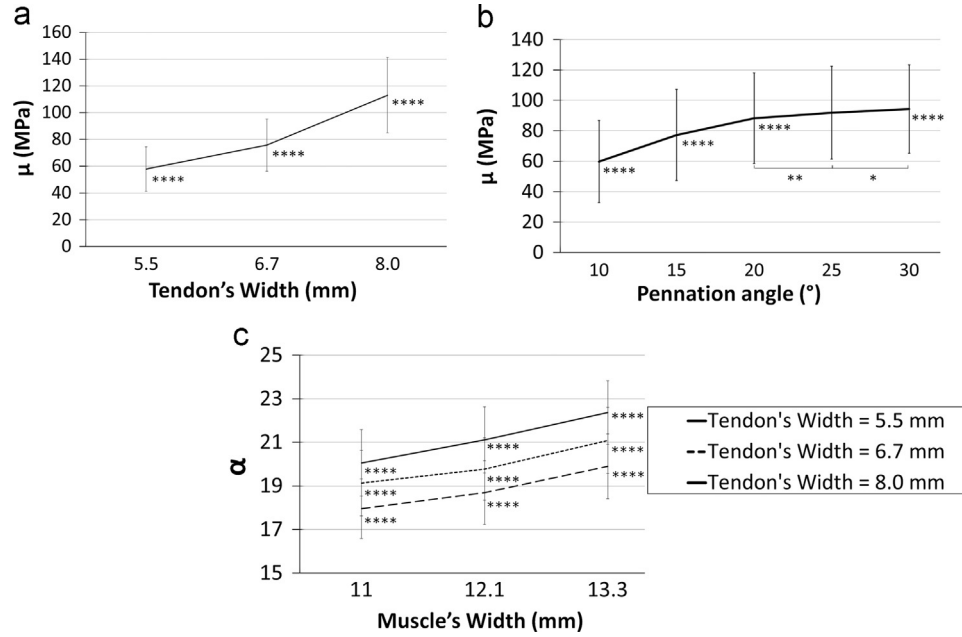 a
μ (MPa)
160
140
120
100
80
60
40
20
0
****
****
****
5.5 6.7 8.0
Tendon's Width (mm)
b
μ (MPa)
140
120
100
80
60
40
20
0
****
****
****
****
** *
10 15 20 25 30
Pennation angle (°)
c
α
25
23
21
19
17
15
**** **** ****
**** **** ****
**** **** ****
11 12.1 13.3
Muscle's Width (mm)
Tendon's Width = 5.5 mm
Tendon's Width = 6.7 mm
Tendon's Width = 8.0 mm